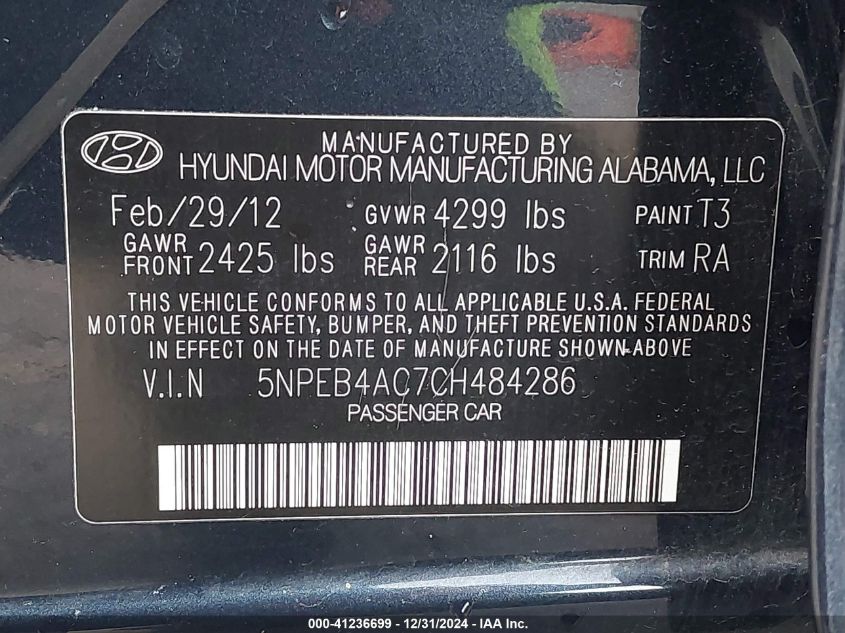 MANUFACTURED BY
HYUNDAI MOTOR MANUFACTURING ALABAMA, LLC
Feb/29/12 GVWR 4299 lbs PAINT T3
GAWR FRONT 2425 lbs GAWR REAR 2116 lbs TRIM RA
THIS VEHICLE CONFORMS TO ALL APPLICABLE U.S.A. FEDERAL
MOTOR VEHICLE SAFETY, BUMPER, AND THEFT PREVENTION STANDARDS
IN EFFECT ON THE DATE OF MANUFACTURE SHOWN ABOVE
V.I.N 5NPEB4AC7CH484286
PASSENGER CAR
000-41236699 - 12/31/2024 - IAA Inc.